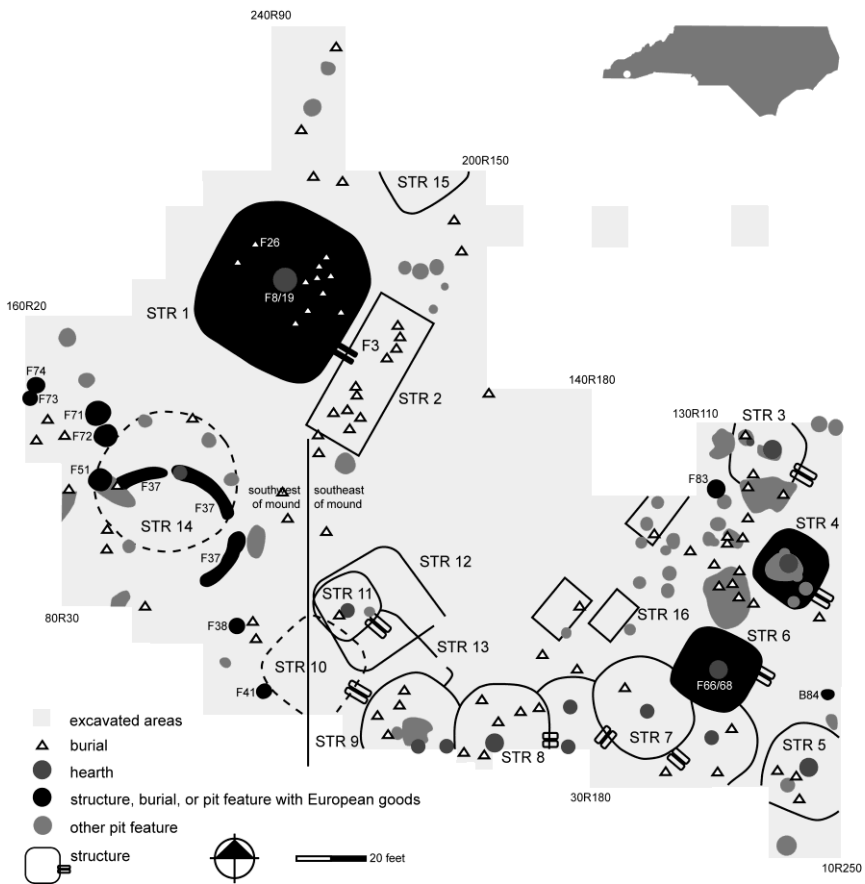 240R90
200R150
STR 15
F26
F8/19
STR 1
160R20
F3
STR 2
F74
F73
F71
F72
140R180
130R110
STR 3
F51
F37
F83
southwest
of mound
southeast
of mound
F37
STR 14
STR 4
F37
STR 12
STR 11
STR 16
80R30
F38
STR 13
STR 6
STR 10
F66/68
F41
B84
STR 9
STR 8
STR 7
STR 5
30R180
10R250
excavated areas
burial
hearth
structure, burial, or pit feature with European goods
other pit feature
structure
20 feet